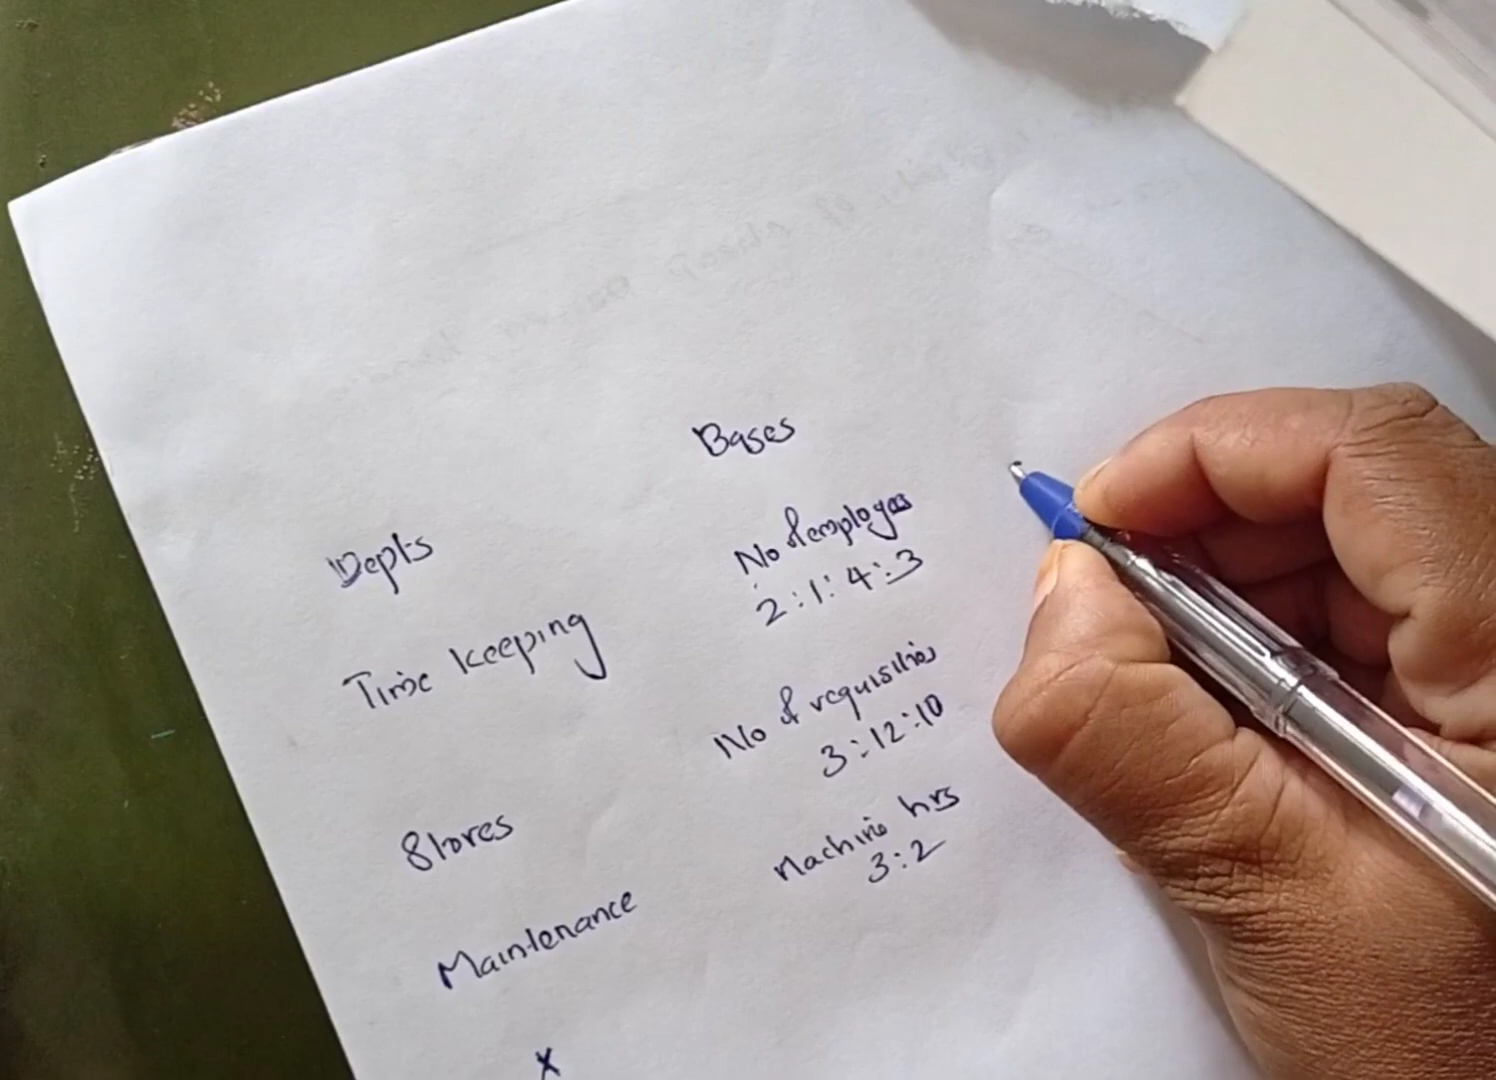 Bases
Depts
No of employees
2:1:4:3
Time keeping
No of requisitios
3:12:10
Stores
Machine hrs
3:2
Maintenance
X